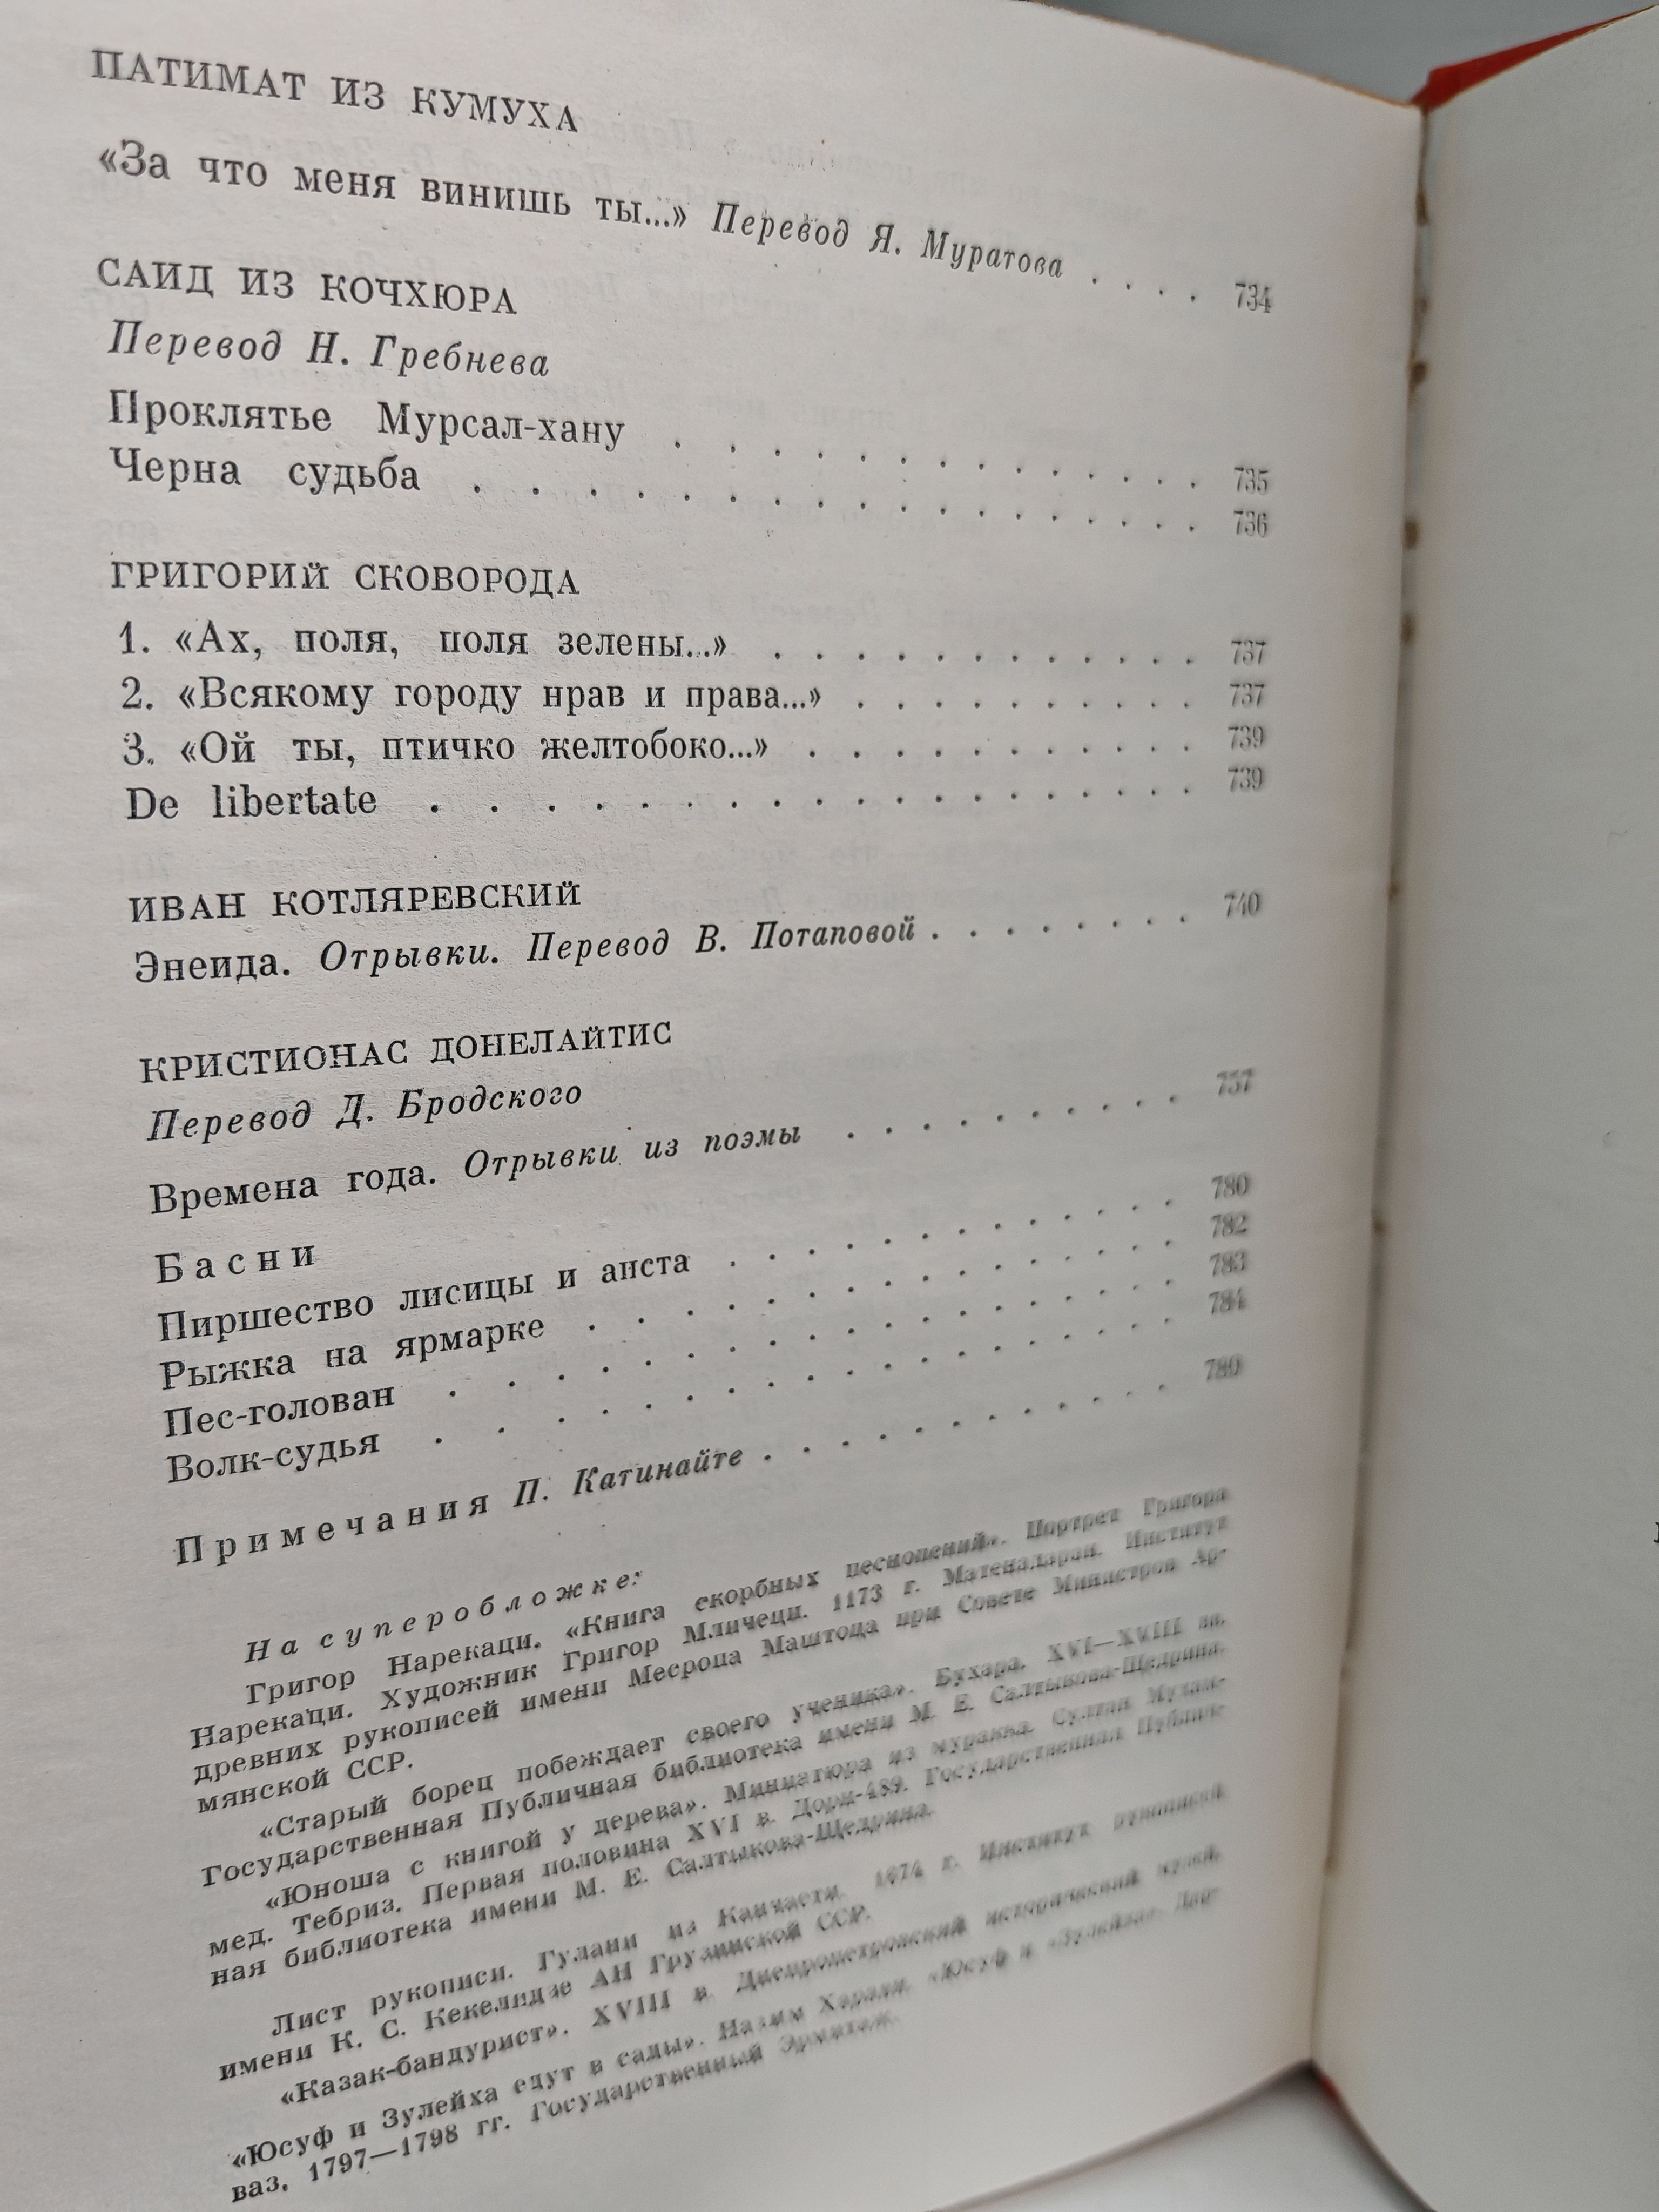 ПАТИМАТ ИЗ КУМУХА
«За что меня винишь ты...» Перевод Я. Муратова . . . . 734
САИД ИЗ КОЧХЮРА
Перевод Н. Гребнева
Проклятье Мурсал-хану . . . . . . . . . . . . . 735
Черна судьба . . . . . . . . . . . . . . . . . 736
ГРИГОРИЙ СКОВОРОДА
1. «Ах, поля, поля зелены...» . . . . . . . . . . . 737
2. «Всякому городу нрав и права...» . . . . . . . . . 737
3. «Ой ты, птичко желтобоко...» . . . . . . . . . . 739
De libertate . . . . . . . . . . . . . . . . . 739
ИВАН КОТЛЯРЕВСКИЙ
Энеида. Отрывки. Перевод В. Потаповой . . . . . . . . 740
КРИСТИОНАС ДОНЕЛАЙТИС
Перевод Д. Бродского
Времена года. Отрывки из поэмы . . . . . . . . . 757
Басни
Пиршество лисицы и аиста . . . . . . . . . . . 780
Рыжка на ярмарке . . . . . . . . . . . . . . 782
Пес-голован . . . . . . . . . . . . . . . . 783
Волк-судья . . . . . . . . . . . . . . . . 784
Примечания П. Катинайте . . . . . . . . . . . 789
На суперобложке:
Григор Нарекаци. «Книга скорбных песнопений». Портрет Григора
Нарекаци. Художник Григор Мличеци. 1173 г. Матенадаран. Институт
древних рукописей имени Месропа Маштоца при Совете Министров Ар-
мянской ССР.
«Старый борец побеждает своего ученика». Бухара. XVI—XVIII вв.
Государственная Публичная библиотека имени М. Е. Салтыкова-Щедрина.
«Юноша с книгой у дерева». Миниатюра из муракка. Султан Мухам-
мед. Тебриз. Первая половина XVI в. Дорн-489. Государственная Публич-
ная библиотека имени М. Е. Салтыкова-Щедрина.
Лист рукописи. Гулани из Канчаети. 1674 г. Институт рукописей
имени К. С. Кекелидзе АН Грузинской ССР.
«Казак-бандурист». XVIII в. Днепропетровский исторический музей.
«Юсуф и Зулейха едут в сады». Назим Харави. «Юсуф и Зулейха».
ваз. 1797—1798 гг. Государственный Эрмитаж.